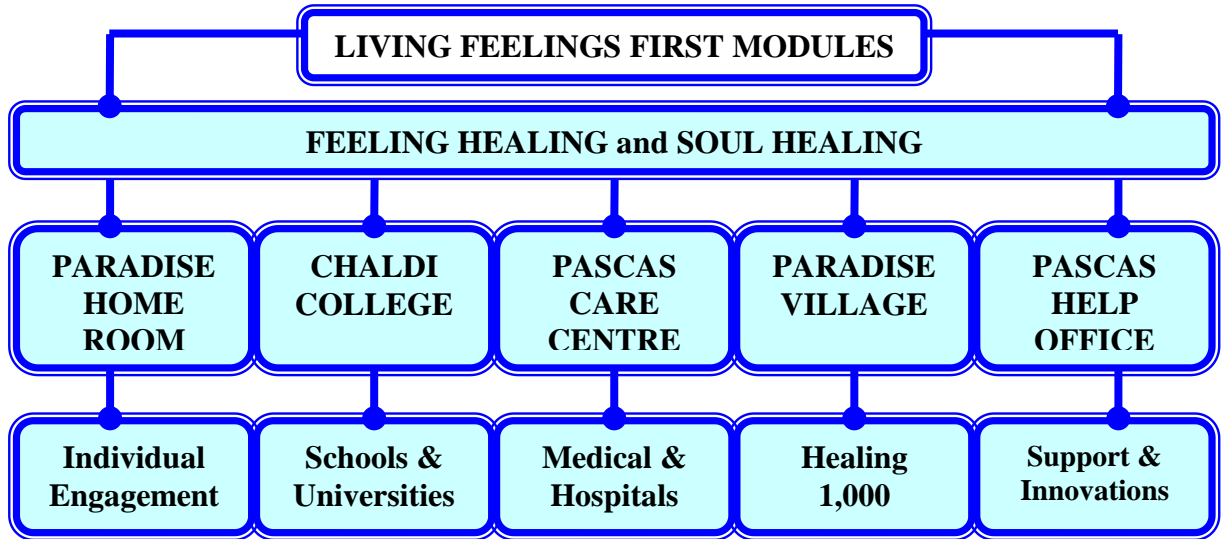 LIVING FEELINGS FIRST MODULES
FEELING HEALING and SOUL HEALING
PARADISE
HOME
ROOM
CHALDI
COLLEGE
PASCAS
CARE
CENTRE
PARADISE
VILLAGE
PASCAS
HELP
OFFICE
Individual
Engagement
Schools &
Universities
Medical &
Hospitals
Healing
1,000
Support &
Innovations